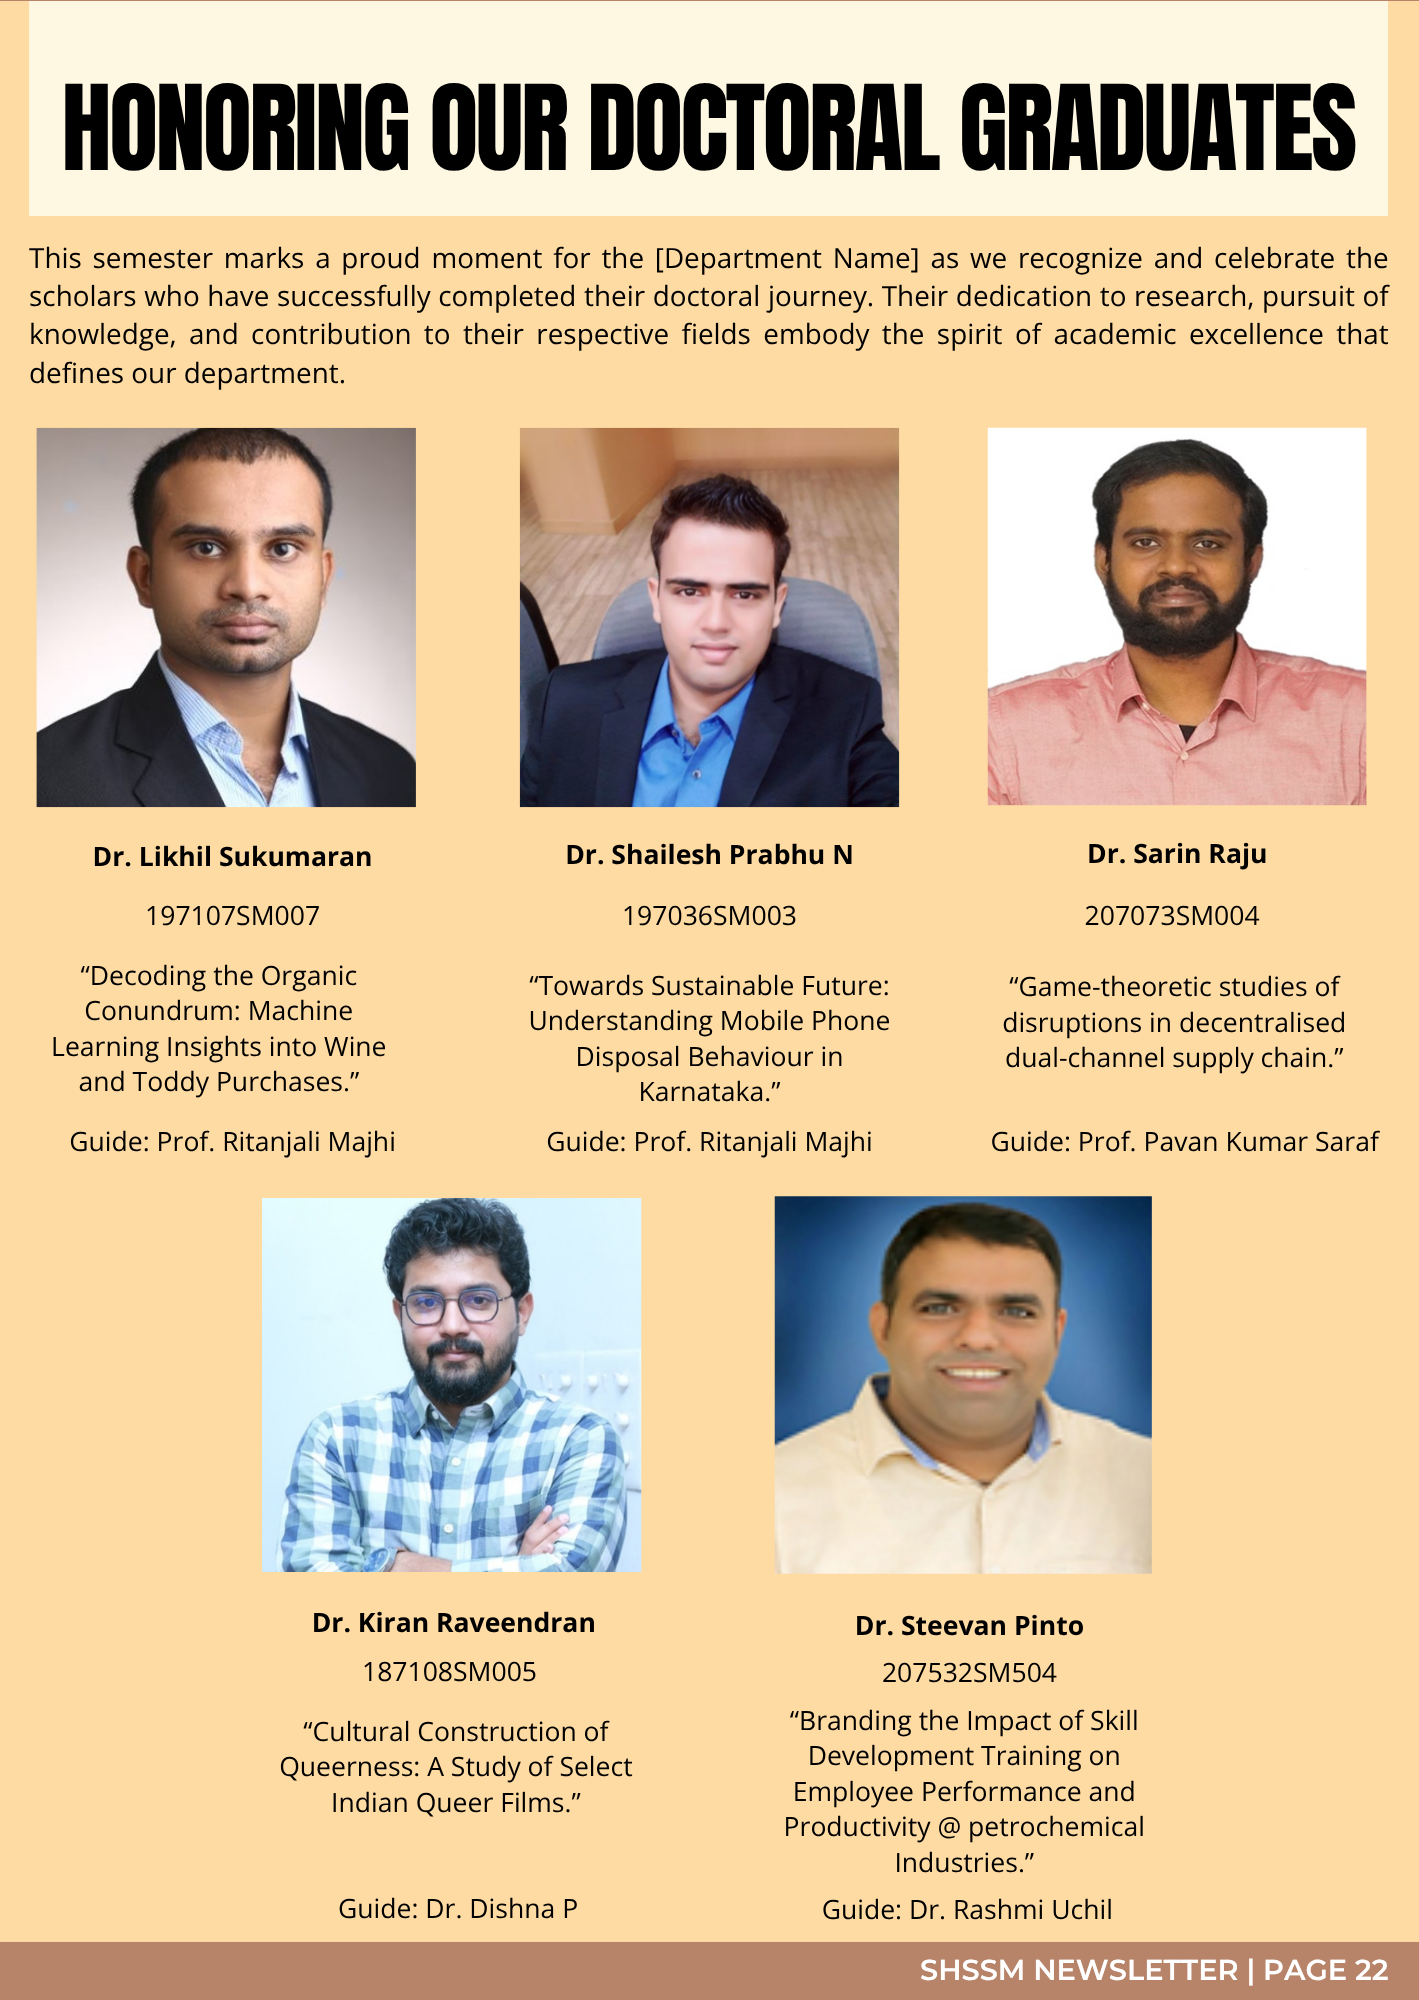 HONORING OUR DOCTORAL GRADUATES
This semester marks a proud moment for the [Department Name] as we recognize and celebrate the
scholars who have successfully completed their doctoral journey. Their dedication to research, pursuit of
knowledge, and contribution to their respective fields embody the spirit of academic excellence that
defines our department.
Dr. Likhil Sukumaran
197107SM007
“Decoding the Organic
Conundrum: Machine
Learning Insights into Wine
and Toddy Purchases.”
Guide: Prof. Ritanjali Majhi
Dr. Shailesh Prabhu N
197036SM003
“Towards Sustainable Future:
Understanding Mobile Phone
Disposal Behaviour in
Karnataka.”
Guide: Prof. Ritanjali Majhi
Dr. Sarin Raju
207073SM004
“Game-theoretic studies of
disruptions in decentralised
dual-channel supply chain.”
Guide: Prof. Pavan Kumar Saraf
Dr. Kiran Raveendran
187108SM005
“Cultural Construction of
Queerness: A Study of Select
Indian Queer Films.”
Guide: Dr. Dishna P
Dr. Steevan Pinto
207532SM504
“Branding the Impact of Skill
Development Training on
Employee Performance and
Productivity @ petrochemical
Industries.”
Guide: Dr. Rashmi Uchil
SHSSM NEWSLETTER | PAGE 22